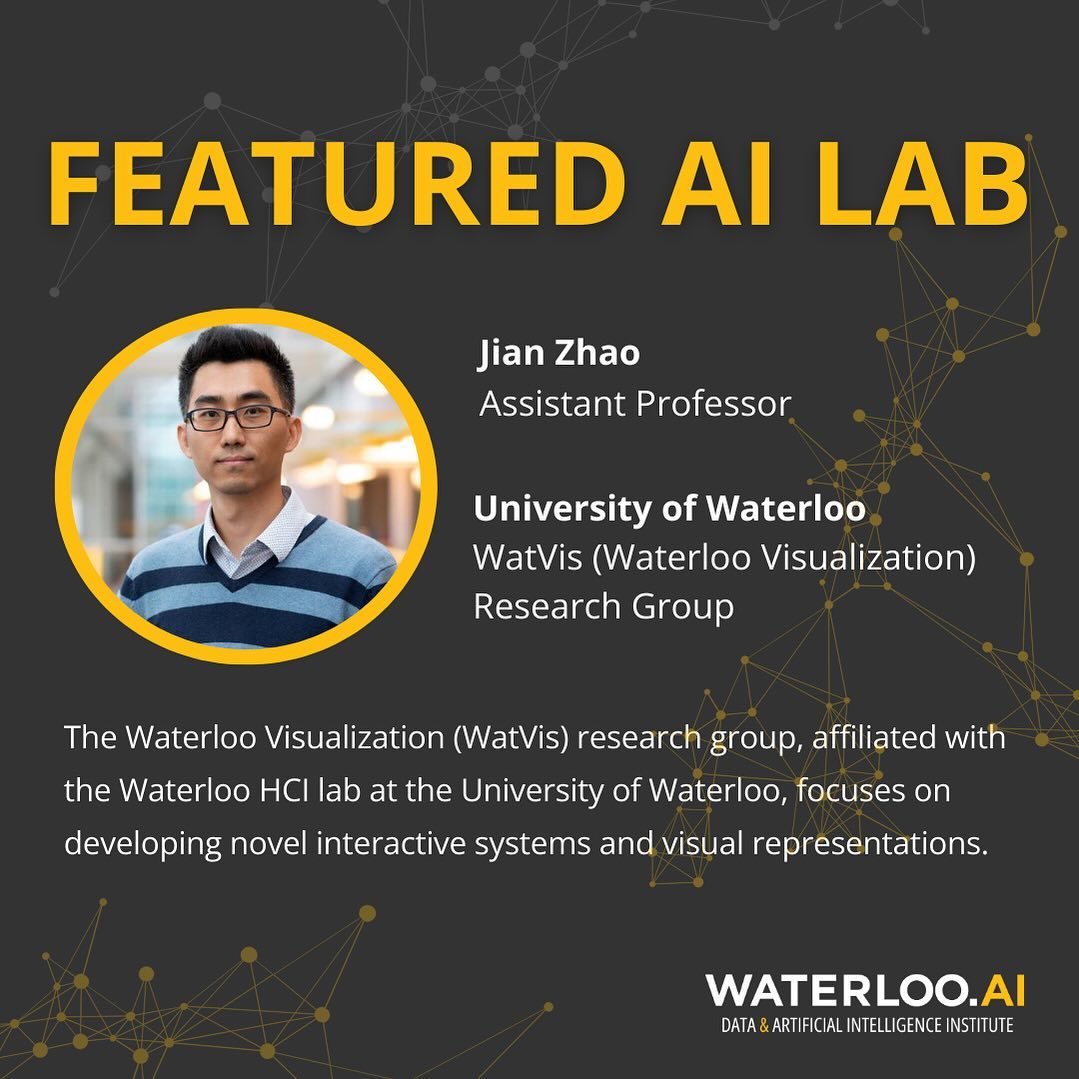 FEATURED AI LAB
Jian Zhao
Assistant Professor
University of Waterloo
WatVis (Waterloo Visualization)
Research Group
The Waterloo Visualization (WatVis) research group, affiliated with
the Waterloo HCI lab at the University of Waterloo, focuses on
developing novel interactive systems and visual representations.
WATERLOO.AI
DATA & ARTIFICIAL INTELLIGENCE INSTITUTE